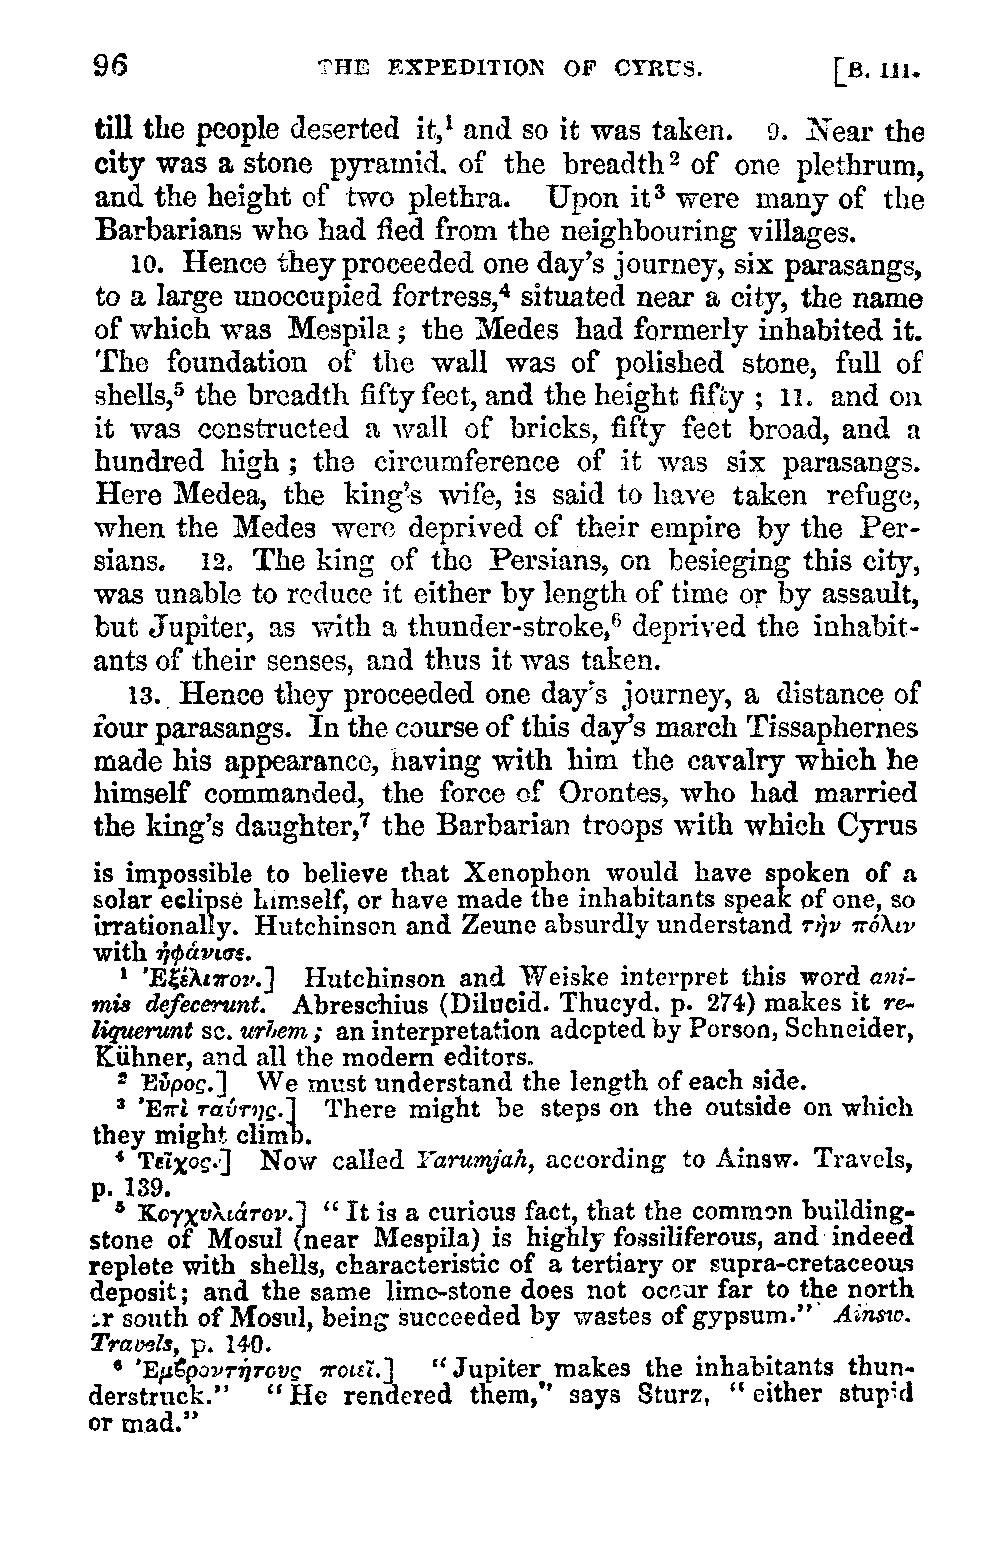 96 THE EXPEDITION OF CYRUS. [B. III.
till the people deserted it,¹ and so it was taken. 9. Near the
city was a stone pyramid, of the breadth² of one plethrum,
and the height of two plethra. Upon it³ were many of the
Barbarians who had fled from the neighbouring villages.
10. Hence they proceeded one day's journey, six parasangs,
to a large unoccupied fortress,⁴ situated near a city, the name
of which was Mespila; the Medes had formerly inhabited it.
The foundation of the wall was of polished stone, full of
shells,⁵ the breadth fifty feet, and the height fifty; 11. and on
it was constructed a wall of bricks, fifty feet broad, and a
hundred high; the circumference of it was six parasangs.
Here Medea, the king's wife, is said to have taken refuge,
when the Medes were deprived of their empire by the Per-
sians. 12. The king of the Persians, on besieging this city,
was unable to reduce it either by length of time or by assault,
but Jupiter, as with a thunder-stroke,⁶ deprived the inhabit-
ants of their senses, and thus it was taken.
13. Hence they proceeded one day's journey, a distance of
four parasangs. In the course of this day's march Tissaphernes
made his appearance, having with him the cavalry which he
himself commanded, the force of Orontes, who had married
the king's daughter,⁷ the Barbarian troops with which Cyrus
is impossible to believe that Xenophon would have spoken of a
solar eclipse himself, or have made the inhabitants speak of one, so
irrationally. Hutchinson and Zeune absurdly understand τὴν πόλιν
with ἠφάνισε.
¹ Ἐξέλιπον.] Hutchinson and Weiske interpret this word ani-
mis defecerunt. Abreschius (Dilucid. Thucyd. p. 274) makes it re-
liquerunt sc. urbem; an interpretation adopted by Porson, Schneider,
Kühner, and all the modern editors.
² Εὖρος.] We must understand the length of each side.
³ Ἐπὶ ταύτης.] There might be steps on the outside on which
they might climb.
⁴ Τεῖχος.] Now called Yarumjah, according to Ainsw. Travels,
p. 139.
⁵ Κογχυλιάτου.] "It is a curious fact, that the common building-
stone of Mosul (near Mespila) is highly fossiliferous, and indeed
replete with shells, characteristic of a tertiary or supra-cretaceous
deposit; and the same lime-stone does not occur far to the north
or south of Mosul, being succeeded by wastes of gypsum." Ainsw.
Travels, p. 140.
⁶ Ἐμβροντήτους ποιεῖ.] "Jupiter makes the inhabitants thun-
derstruck." "He rendered them," says Sturz, "either stupid
or mad."